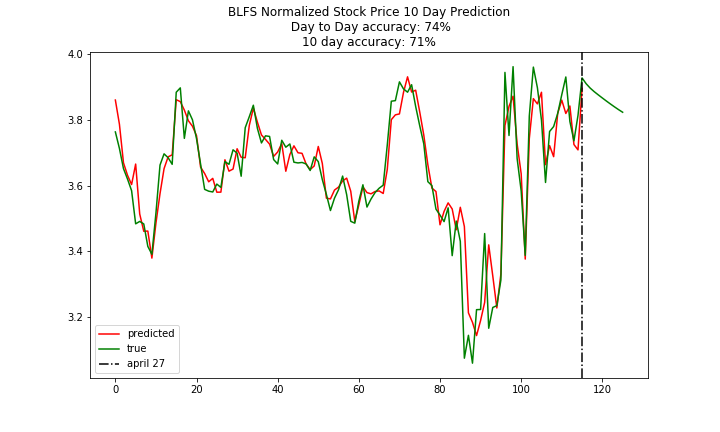 BLFS Normalized Stock Price 10 Day Prediction
Day to Day accuracy: 74%
10 day accuracy: 71%
4.0
3.8
3.6
3.4
3.2
predicted
true
april 27
0 20 40 60 80 100 120